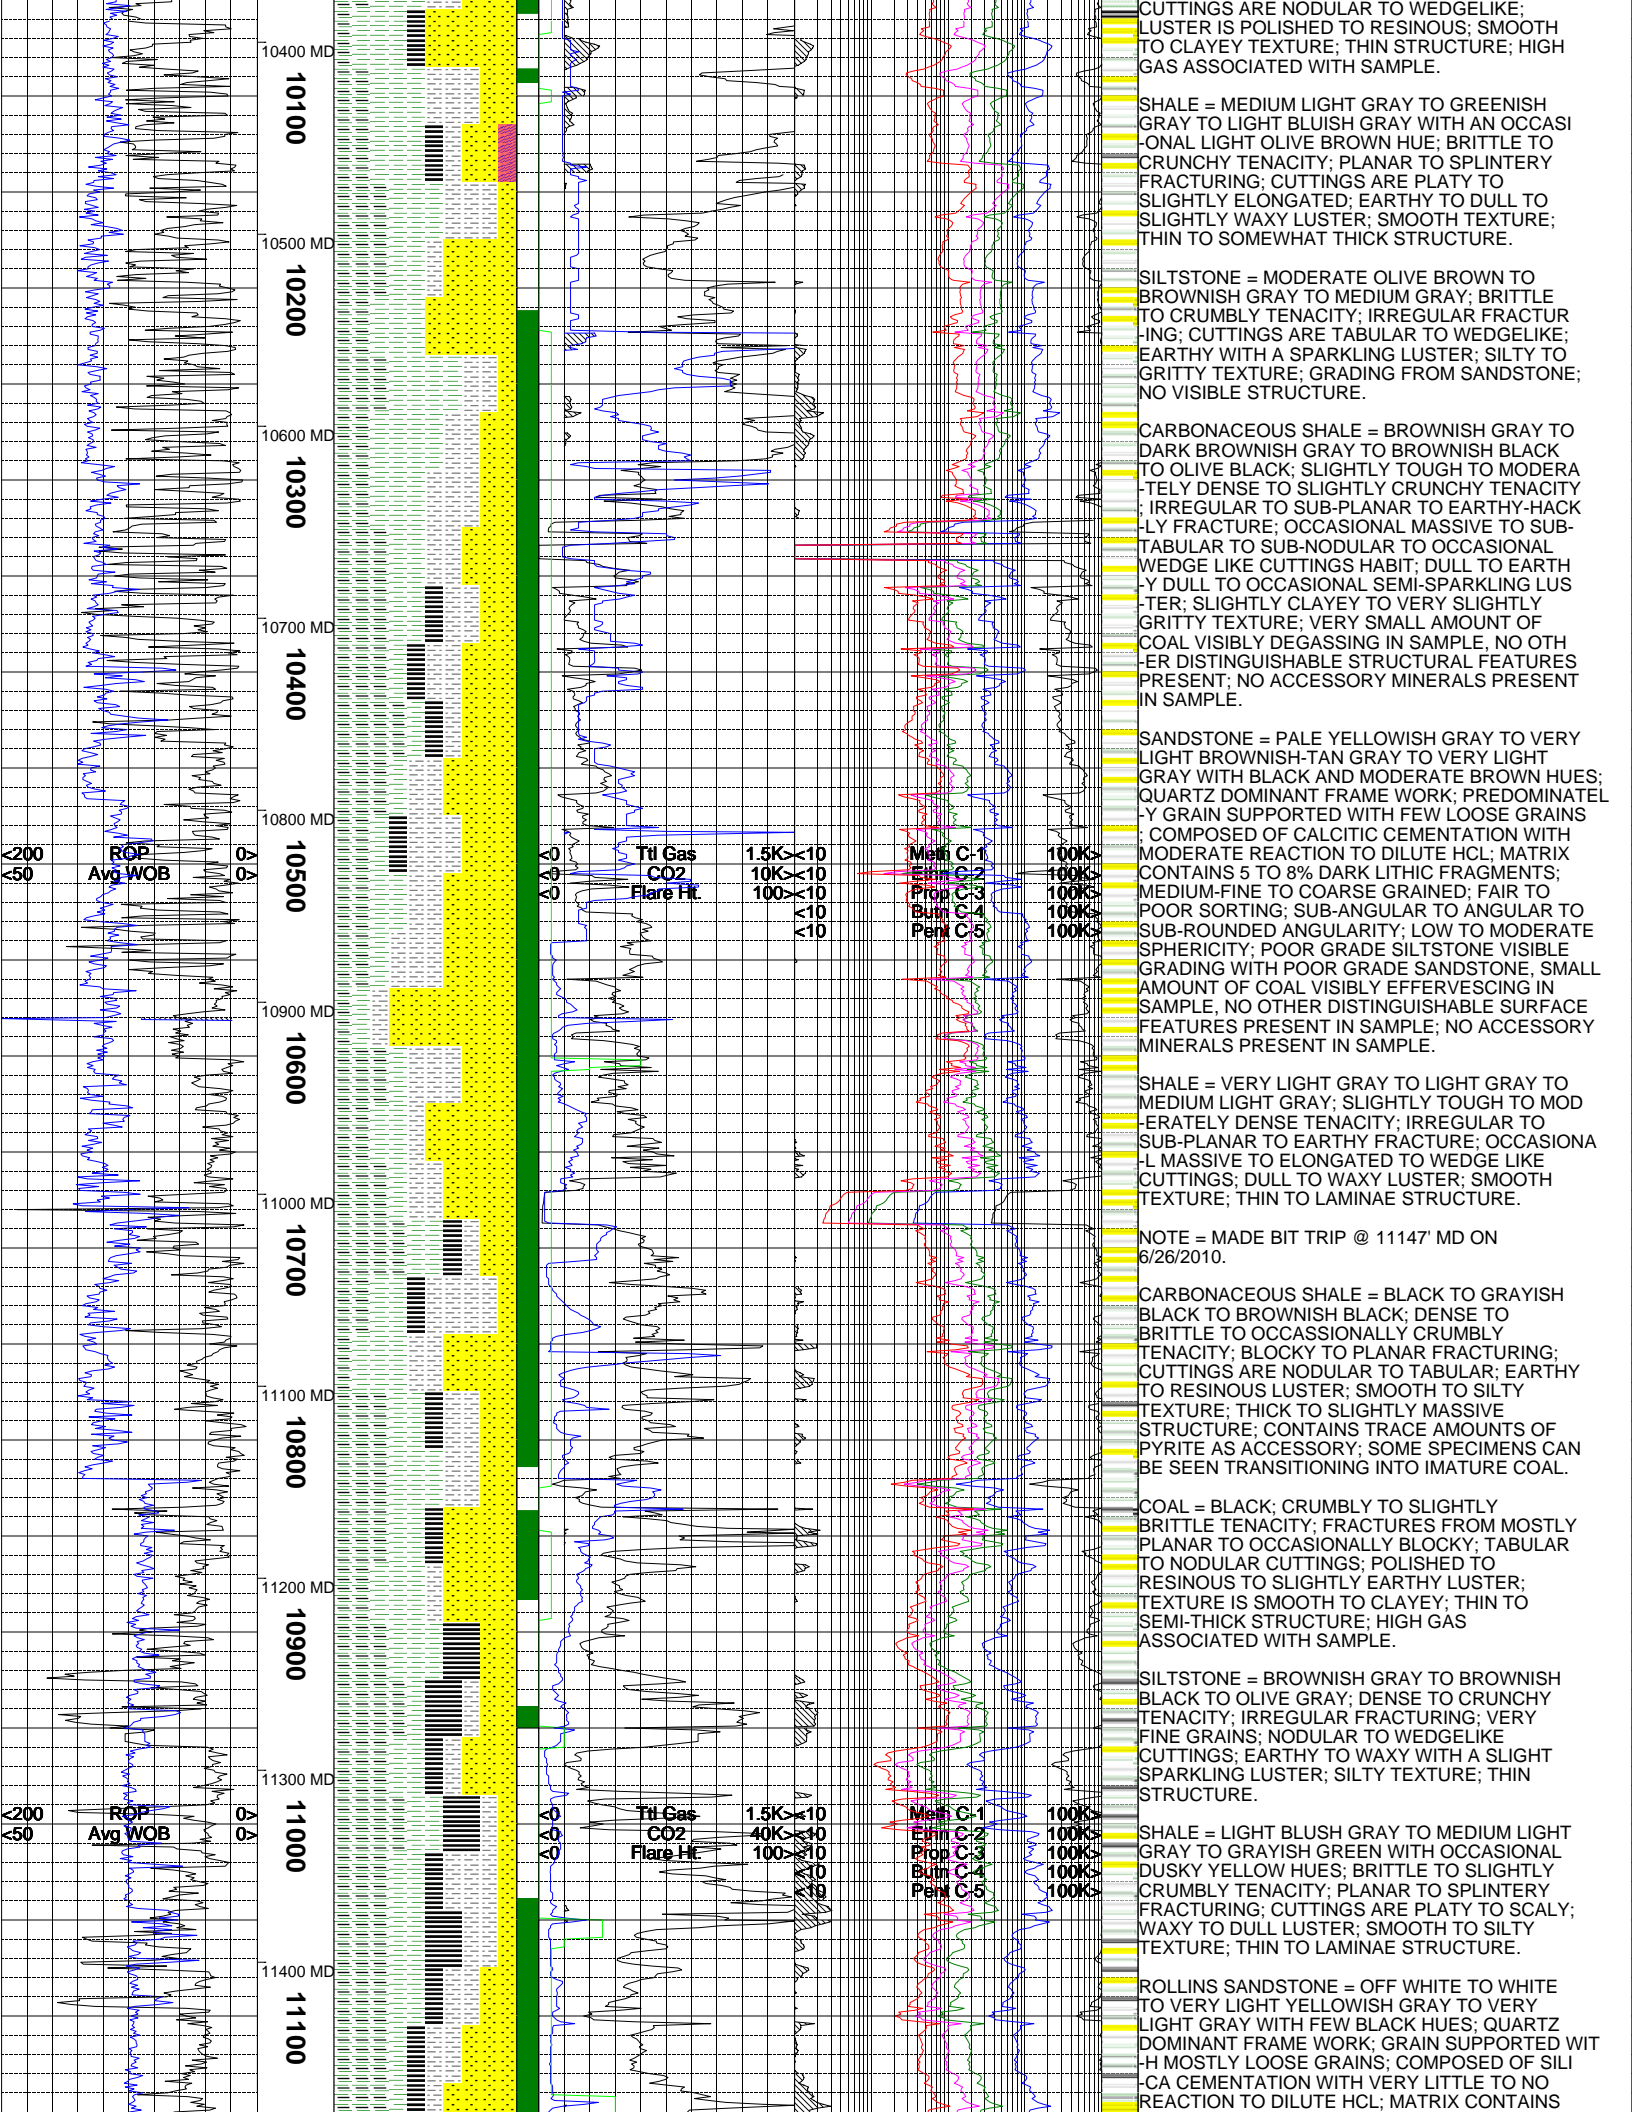 10400 MD
10100
10500 MD
10200
10600 MD
10300
10700 MD
10400
10800 MD
<200 ROP 0>
<50 Avg WOB 0>
<0 Ttl Gas 1.5K>
<0 CO2 10K>
<0 Flare Ht. 100>
<10 Meth C-1 100K>
<10 Ethn C-2 100K>
<10 Prop C-3 100K>
<10 Butn C-4 100K>
<10 Pent C-5 100K>
10500
10900 MD
10600
11000 MD
10700
11100 MD
10800
11200 MD
10900
11300 MD
<200 ROP 0>
<50 Avg WOB 0>
<0 Ttl Gas 1.5K>
<0 CO2 40K>
<0 Flare Ht. 100>
<10 Meth C-1 100K>
<10 Ethn C-2 100K>
<10 Prop C-3 100K>
<10 Butn C-4 100K>
<10 Pent C-5 100K>
11000
11400 MD
11100
CUTTINGS ARE NODULAR TO WEDGELIKE;
LUSTER IS POLISHED TO RESINOUS; SMOOTH
TO CLAYEY TEXTURE; THIN STRUCTURE; HIGH
GAS ASSOCIATED WITH SAMPLE.
SHALE = MEDIUM LIGHT GRAY TO GREENISH
GRAY TO LIGHT BLUISH GRAY WITH AN OCCASI
-ONAL LIGHT OLIVE BROWN HUE; BRITTLE TO
CRUNCHY TENACITY; PLANAR TO SPLINTERY
FRACTURING; CUTTINGS ARE PLATY TO
SLIGHTLY ELONGATED; EARTHY TO DULL TO
SLIGHTLY WAXY LUSTER; SMOOTH TEXTURE;
THIN TO SOMEWHAT THICK STRUCTURE.
SILTSTONE = MODERATE OLIVE BROWN TO
BROWNISH GRAY TO MEDIUM GRAY; BRITTLE
TO CRUMBLY TENACITY; IRREGULAR FRACTUR
-ING; CUTTINGS ARE TABULAR TO WEDGELIKE;
EARTHY WITH A SPARKLING LUSTER; SILTY TO
GRITTY TEXTURE; GRADING FROM SANDSTONE;
NO VISIBLE STRUCTURE.
CARBONACEOUS SHALE = BROWNISH GRAY TO
DARK BROWNISH GRAY TO BROWNISH BLACK
TO OLIVE BLACK; SLIGHTLY TOUGH TO MODERA
-TELY DENSE TO SLIGHTLY CRUNCHY TENACITY
; IRREGULAR TO SUB-PLANAR TO EARTHY-HACK
-LY FRACTURE; OCCASIONAL MASSIVE TO SUB-
TABULAR TO SUB-NODULAR TO OCCASIONAL
WEDGE LIKE CUTTINGS HABIT; DULL TO EARTH
-Y DULL TO OCCASIONAL SEMI-SPARKLING LUS
-TER; SLIGHTLY CLAYEY TO VERY SLIGHTLY
GRITTY TEXTURE; VERY SMALL AMOUNT OF
COAL VISIBLY DEGASSING IN SAMPLE, NO OTH
-ER DISTINGUISHABLE STRUCTURAL FEATURES
PRESENT; NO ACCESSORY MINERALS PRESENT
IN SAMPLE.
SANDSTONE = PALE YELLOWISH GRAY TO VERY
LIGHT BROWNISH-TAN GRAY TO VERY LIGHT
GRAY WITH BLACK AND MODERATE BROWN HUES;
QUARTZ DOMINANT FRAME WORK; PREDOMINATEL
-Y GRAIN SUPPORTED WITH FEW LOOSE GRAINS
; COMPOSED OF CALCITIC CEMENTATION WITH
MODERATE REACTION TO DILUTE HCL; MATRIX
CONTAINS 5 TO 8% DARK LITHIC FRAGMENTS;
MEDIUM-FINE TO COARSE GRAINED; FAIR TO
POOR SORTING; SUB-ANGULAR TO ANGULAR TO
SUB-ROUNDED ANGULARITY; LOW TO MODERATE
SPHERICITY; POOR GRADE SILTSTONE VISIBLE
GRADING WITH POOR GRADE SANDSTONE, SMALL
AMOUNT OF COAL VISIBLY EFFERVESCING IN
SAMPLE, NO OTHER DISTINGUISHABLE SURFACE
FEATURES PRESENT IN SAMPLE; NO ACCESSORY
MINERALS PRESENT IN SAMPLE.
SHALE = VERY LIGHT GRAY TO LIGHT GRAY TO
MEDIUM LIGHT GRAY; SLIGHTLY TOUGH TO MOD
-ERATELY DENSE TENACITY; IRREGULAR TO
SUB-PLANAR TO EARTHY FRACTURE; OCCASIONA
-L MASSIVE TO ELONGATED TO WEDGE LIKE
CUTTINGS; DULL TO WAXY LUSTER; SMOOTH
TEXTURE; THIN TO LAMINAE STRUCTURE.
NOTE = MADE BIT TRIP @ 11147' MD ON
6/26/2010.
CARBONACEOUS SHALE = BLACK TO GRAYISH
BLACK TO BROWNISH BLACK; DENSE TO
BRITTLE TO OCCASSIONALLY CRUMBLY
TENACITY; BLOCKY TO PLANAR FRACTURING;
CUTTINGS ARE NODULAR TO TABULAR; EARTHY
TO RESINOUS LUSTER; SMOOTH TO SILTY
TEXTURE; THICK TO SLIGHTLY MASSIVE
STRUCTURE; CONTAINS TRACE AMOUNTS OF
PYRITE AS ACCESSORY; SOME SPECIMENS CAN
BE SEEN TRANSITIONING INTO IMATURE COAL.
COAL = BLACK; CRUMBLY TO SLIGHTLY
BRITTLE TENACITY; FRACTURES FROM MOSTLY
PLANAR TO OCCASIONALLY BLOCKY; TABULAR
TO NODULAR CUTTINGS; POLISHED TO
RESINOUS TO SLIGHTLY EARTHY LUSTER;
TEXTURE IS SMOOTH TO CLAYEY; THIN TO
SEMI-THICK STRUCTURE; HIGH GAS
ASSOCIATED WITH SAMPLE.
SILTSTONE = BROWNISH GRAY TO BROWNISH
BLACK TO OLIVE GRAY; DENSE TO CRUNCHY
TENACITY; IRREGULAR FRACTURING; VERY
FINE GRAINS; NODULAR TO WEDGELIKE
CUTTINGS; EARTHY TO WAXY WITH A SLIGHT
SPARKLING LUSTER; SILTY TEXTURE; THIN
STRUCTURE.
SHALE = LIGHT BLUSH GRAY TO MEDIUM LIGHT
GRAY TO GRAYISH GREEN WITH OCCASIONAL
DUSKY YELLOW HUES; BRITTLE TO SLIGHTLY
CRUMBLY TENACITY; PLANAR TO SPLINTERY
FRACTURING; CUTTINGS ARE PLATY TO SCALY;
WAXY TO DULL LUSTER; SMOOTH TO SILTY
TEXTURE; THIN TO LAMINAE STRUCTURE.
ROLLINS SANDSTONE = OFF WHITE TO WHITE
TO VERY LIGHT YELLOWISH GRAY TO VERY
LIGHT GRAY WITH FEW BLACK HUES; QUARTZ
DOMINANT FRAME WORK; GRAIN SUPPORTED WIT
-H MOSTLY LOOSE GRAINS; COMPOSED OF SILI
-CA CEMENTATION WITH VERY LITTLE TO NO
REACTION TO DILUTE HCL; MATRIX CONTAINS